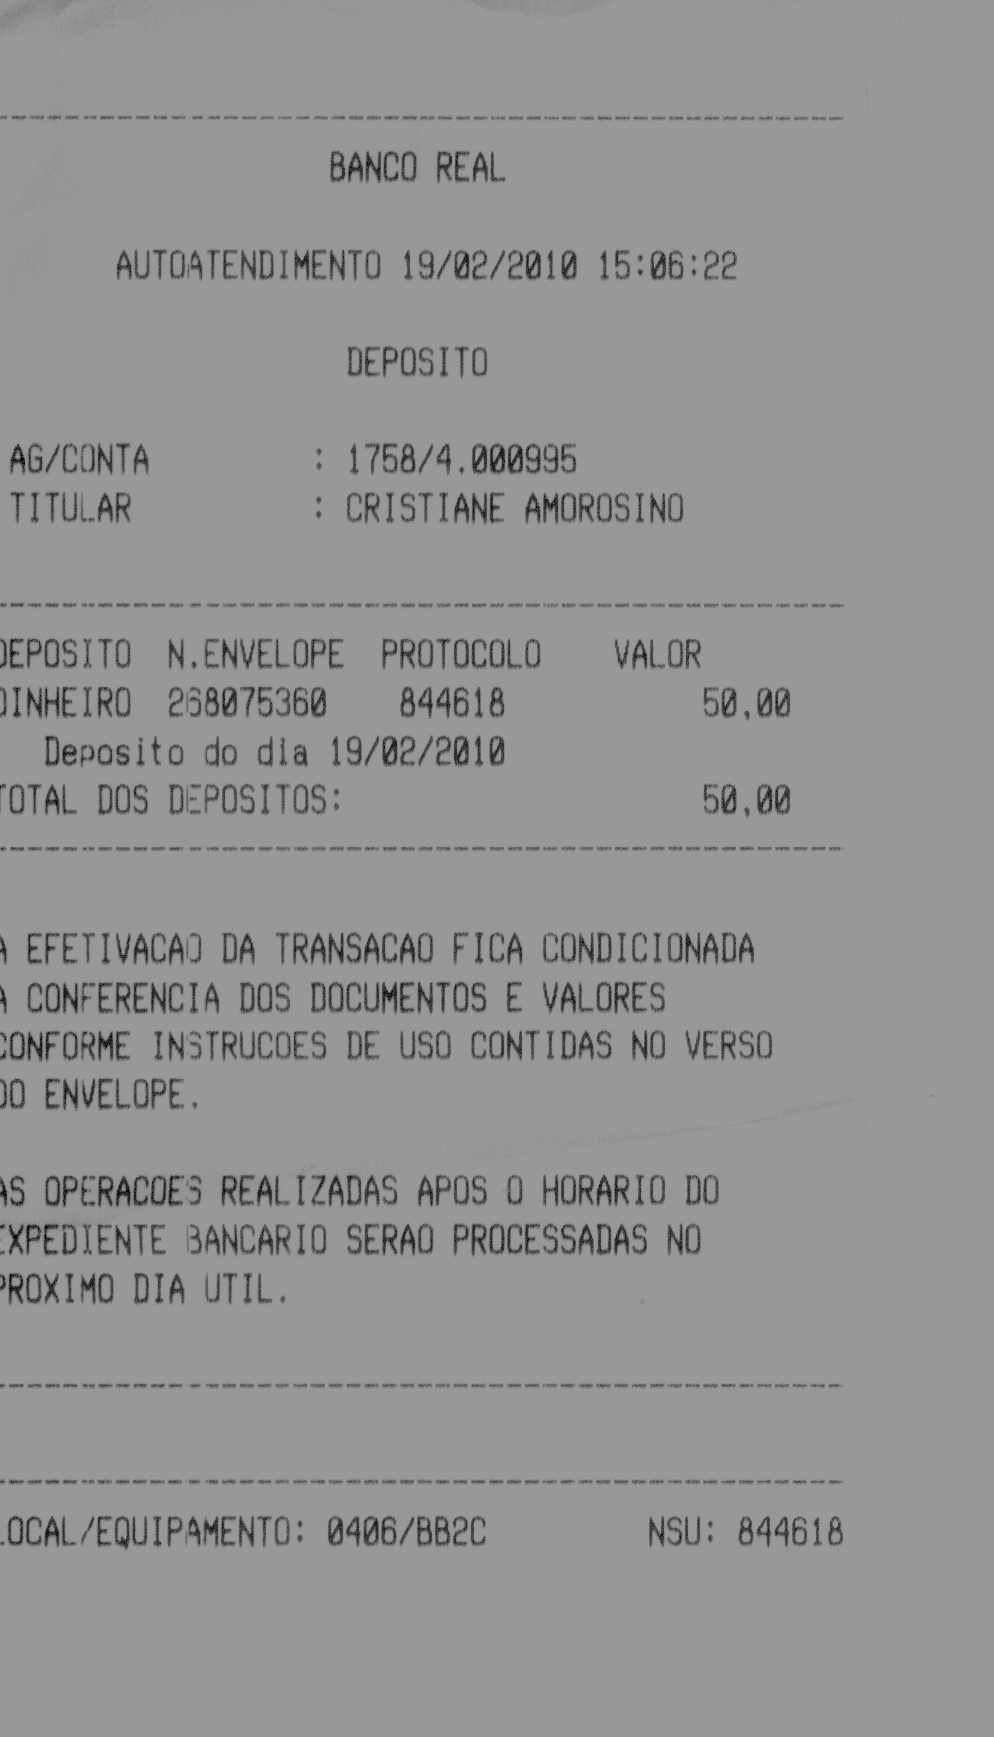 BANCO REAL
AUTOATENDIMENTO 19/02/2010 15:06:22
DEPOSITO
AG/CONTA : 1758/4.000995
TITULAR : CRISTIANE AMOROSINO
DEPOSITO N.ENVELOPE PROTOCOLO VALOR
DINHEIRO 268075360 844618 50,00
Deposito do dia 19/02/2010
TOTAL DOS DEPOSITOS: 50,00
A EFETIVACAO DA TRANSACAO FICA CONDICIONADA
A CONFERENCIA DOS DOCUMENTOS E VALORES
CONFORME INSTRUCOES DE USO CONTIDAS NO VERSO
DO ENVELOPE.
AS OPERACOES REALIZADAS APOS O HORARIO DO
EXPEDIENTE BANCARIO SERAO PROCESSADAS NO
PROXIMO DIA UTIL.
LOCAL/EQUIPAMENTO: 0406/BB2C NSU: 844618